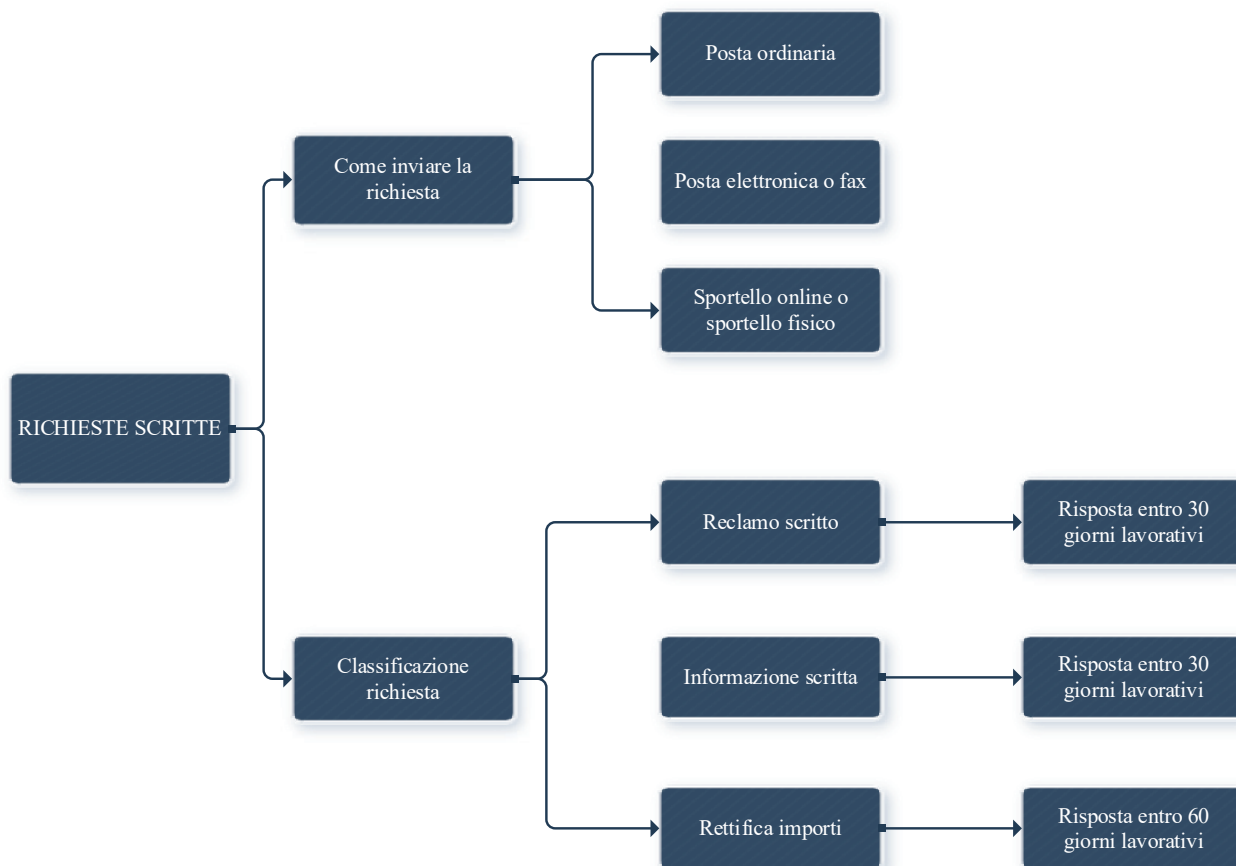 Posta ordinaria
Come inviare la
richiesta
Posta elettronica o fax
Sportello online o
sportello fisico
RICHIESTE SCRITTE
Reclamo scritto
Risposta entro 30
giorni lavorativi
Classificazione
richiesta
Informazione scritta
Risposta entro 30
giorni lavorativi
Rettifica importi
Risposta entro 60
giorni lavorativi